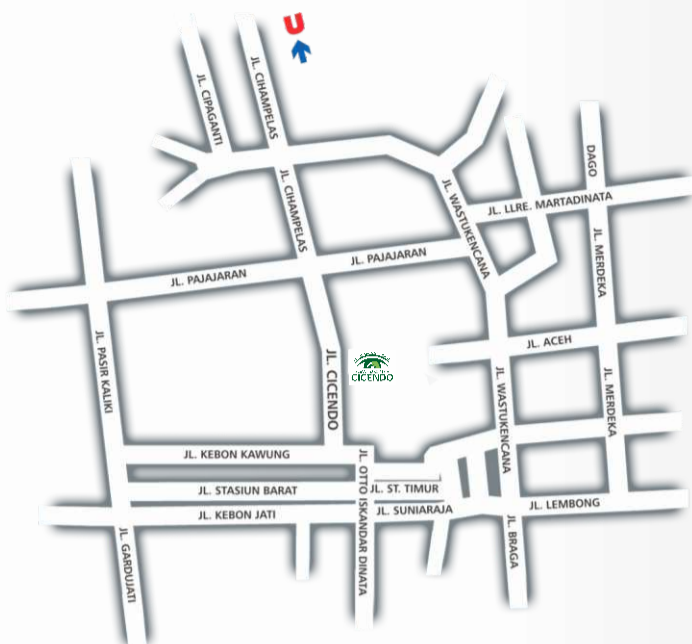 U
JL. CIPAGANTI
JL. CIHAMPELAS
DAGO
JL. CIHAMPELAS
JL. WASTUKENCANA
JL. LLRE. MARTADINATA
JL. PAJAJARAN
JL. PAJAJARAN
JL. MERDEKA
JL. PASIR KALIKI
JL. CICENDO
CICENDO
JL. ACEH
JL. WASTUKENCANA
JL. MERDEKA
JL. KEBON KAWUNG
JL. OTTO ISKANDAR DINATA
JL. STASIUN BARAT
JL. ST. TIMUR
JL. KEBON JATI
JL. SUNIARAJA
JL. LEMBONG
JL. GARDUJATI
JL. BRAGA